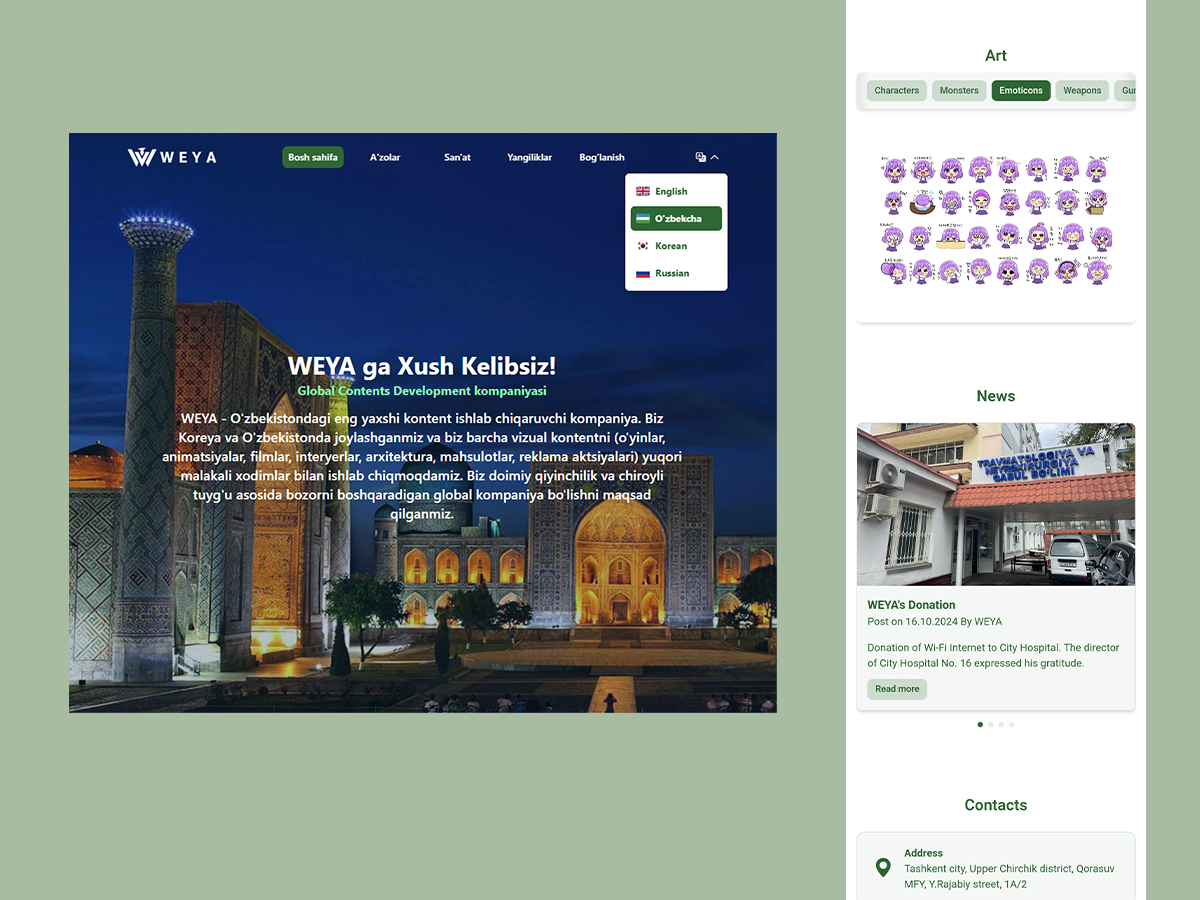 WEYA
Bosh sahifa
A'zolar
San'at
Yangiliklar
Bog'lanish
English
O'zbekcha
Korean
Russian
WEYA ga Xush Kelibsiz!
Global Contents Development kompaniyasi
WEYA - O'zbekistondagi eng yaxshi kontent ishlab chiqaruvchi kompaniya. Biz
Koreya va O'zbekistonda joylashganmiz va biz barcha vizual kontentni (o'yinlar,
animatsiyalar, filmlar, interyerlar, arxitektura, mahsulotlar, reklama aktsiyalari) yuqori
malakali xodimlar bilan ishlab chiqmoqdamiz. Biz doimiy qiyinchilik va chiroyli
tuyg'u asosida bozorni boshqaradigan global kompaniya bo'lishni maqsad
qilganmiz.
Art
Characters
Monsters
Emoticons
Weapons
News
TRAVMATOLOGIYA VA
NEYROXIRURGIYA
QABUL BO'LIMI
WEYA's Donation
Post on 16.10.2024 By WEYA
Donation of Wi-Fi Internet to City Hospital. The director
of City Hospital No. 16 expressed his gratitude.
Read more
Contacts
Address
Tashkent city, Upper Chirchik district, Qorasuv
MFY, Y.Rajabiy street, 1A/2